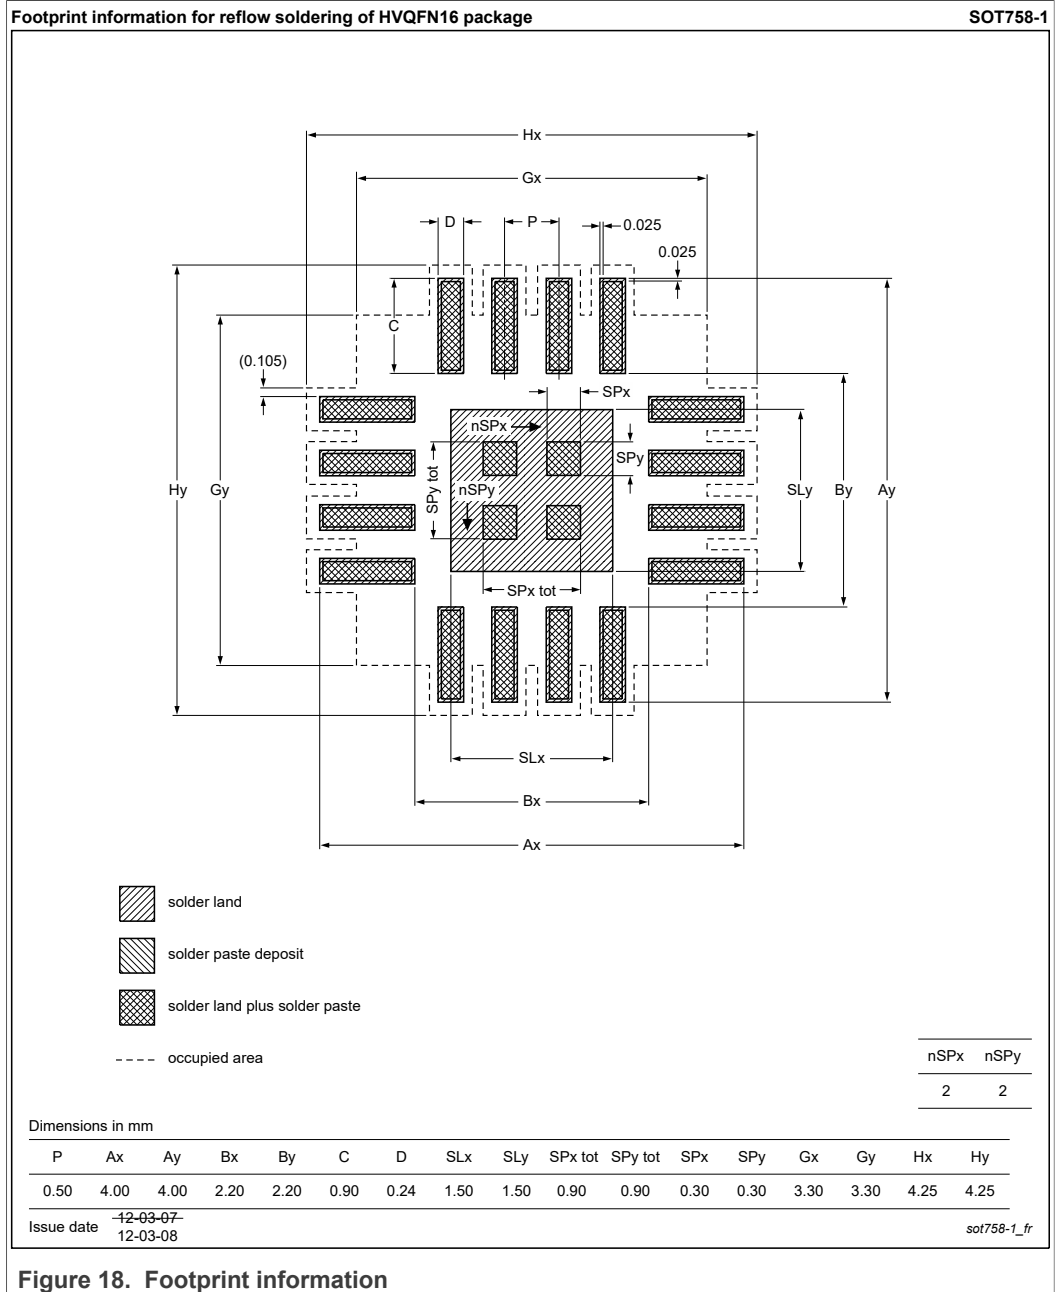 Footprint information for reflow soldering of HVQFN16 package SOT758-1
Hx
Gx
D P 0.025
0.025
C
(0.105)
SPx
nSPx
SPy
SPy tot
nSPy
Hy Gy SLy By Ay
SPx tot
SLx
Bx
Ax
solder land
solder paste deposit
solder land plus solder paste
occupied area
nSPx nSPy
2 2
Dimensions in mm
P Ax Ay Bx By C D SLx SLy SPx tot SPy tot SPx SPy Gx Gy Hx Hy
0.50 4.00 4.00 2.20 2.20 0.90 0.24 1.50 1.50 0.90 0.90 0.30 0.30 3.30 3.30 4.25 4.25
Issue date 12-03-07
12-03-08
sot758-1_fr
Figure 18. Footprint information